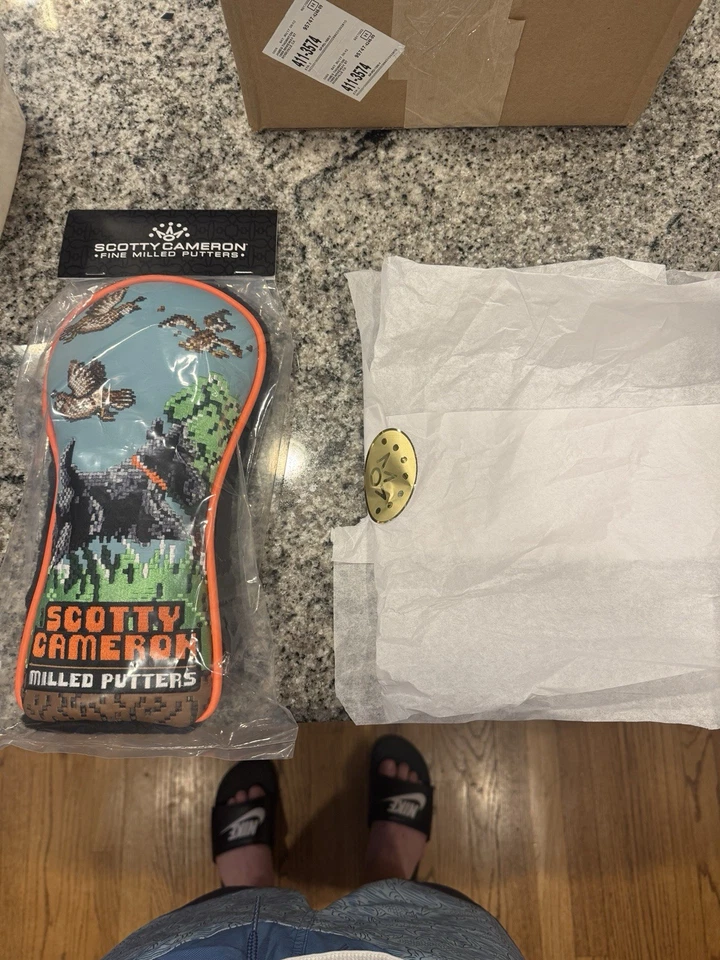 411-3574
411-3574
SCOTTY CAMERON
• FINE MILLED PUTTERS •
SCOTTY
CAMERON
MILLED PUTTERS
NIKE
NIKE